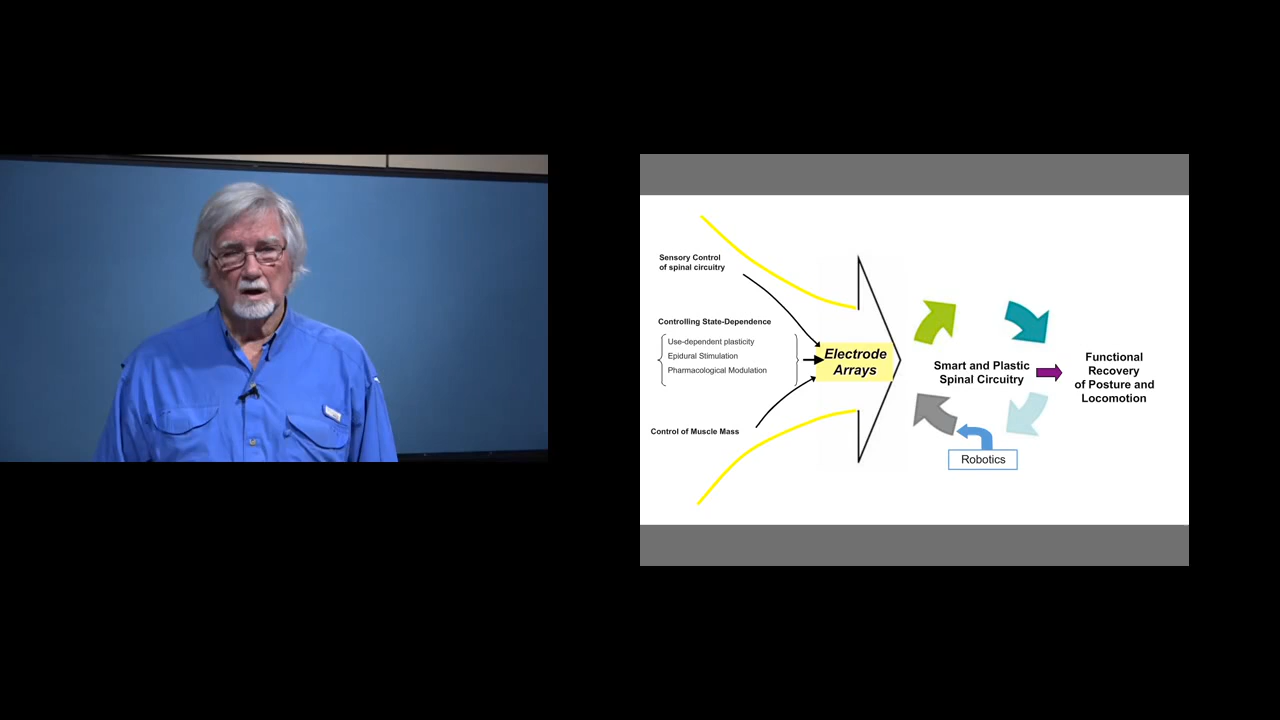 Sensory Control
of spinal circuitry
Controlling State-Dependence
Use-dependent plasticity
Epidural Stimulation
Pharmacological Modulation
Control of Muscle Mass
Electrode
Arrays
Smart and Plastic
Spinal Circuitry
Robotics
Functional
Recovery
of Posture and
Locomotion